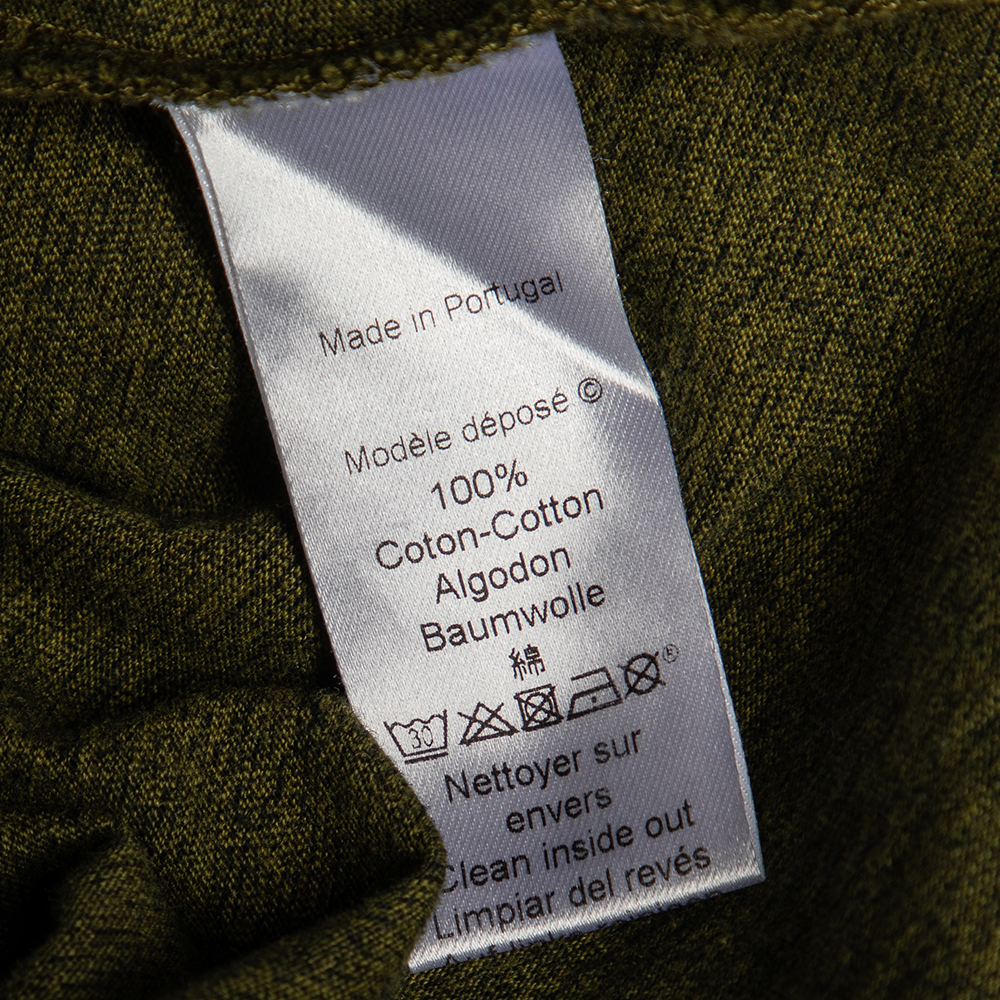 Made in Portugal
Modèle déposé ©
100%
Coton-Cotton
Algodon
Baumwolle
綿
30 ®
Nettoyer sur
envers
Clean inside out
Limpiar del revés